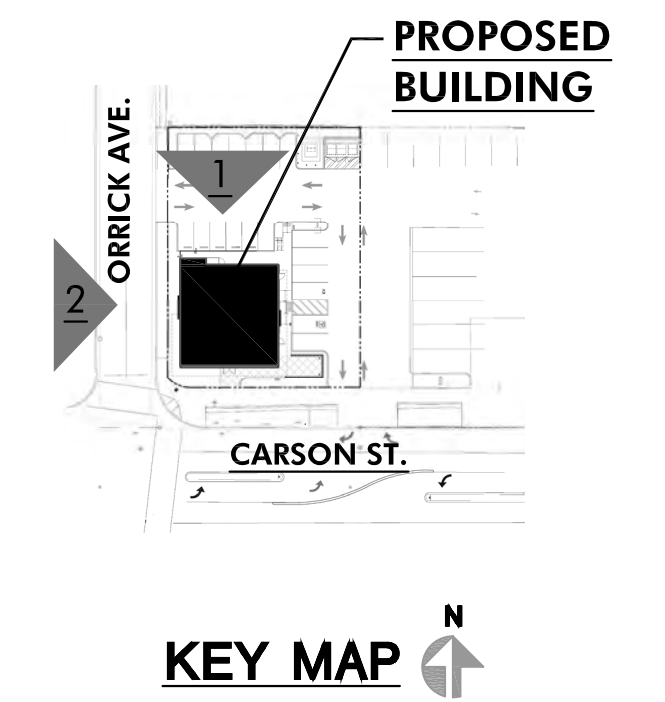 PROPOSED
BUILDING
ORRICK AVE.
1
2
CARSON ST.
N
KEY MAP